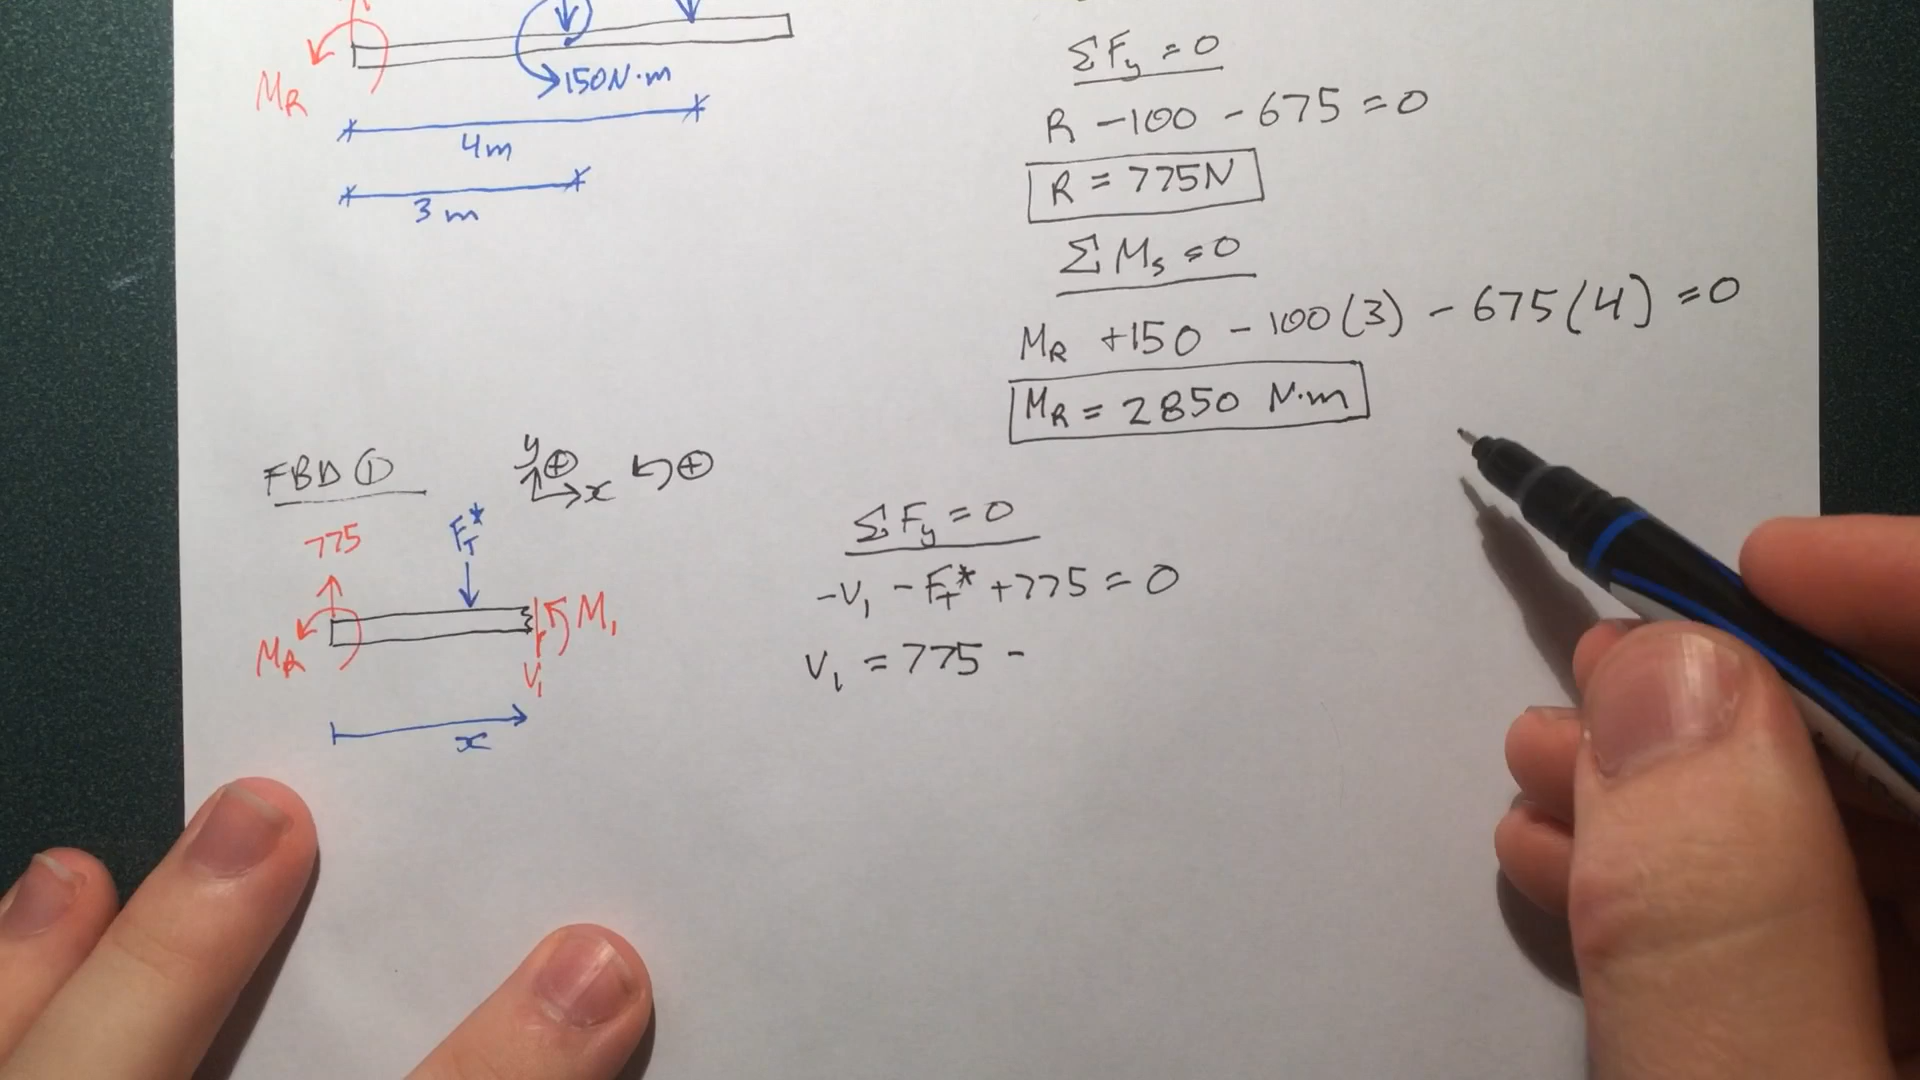 M_R
150N·m
4m
3m
ΣF_y = 0
R - 100 - 675 = 0
R = 775N
ΣM_s = 0
M_R + 150 - 100(3) - 675(4) = 0
M_R = 2850 N·m
FBD ①
y ⊕ x ⊕
775
F_T*
M_R
M_1
V_1
x
ΣF_y = 0
-V_1 - F_T* + 775 = 0
V_1 = 775 -